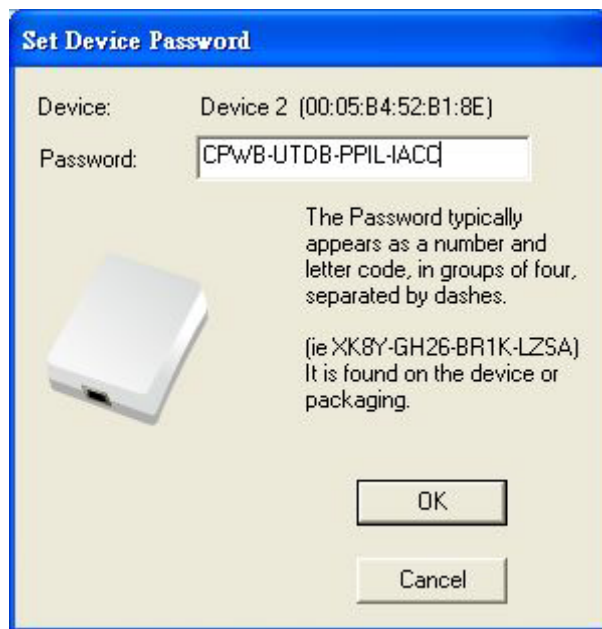 Set Device Password
Device: Device 2 (00:05:B4:52:B1:8E)
Password: CPWB-UTDB-PPIL-IACC
The Password typically
appears as a number and
letter code, in groups of four,
separated by dashes.
(ie XK8Y-GH26-BR1K-LZSA)
It is found on the device or
packaging.
OK
Cancel